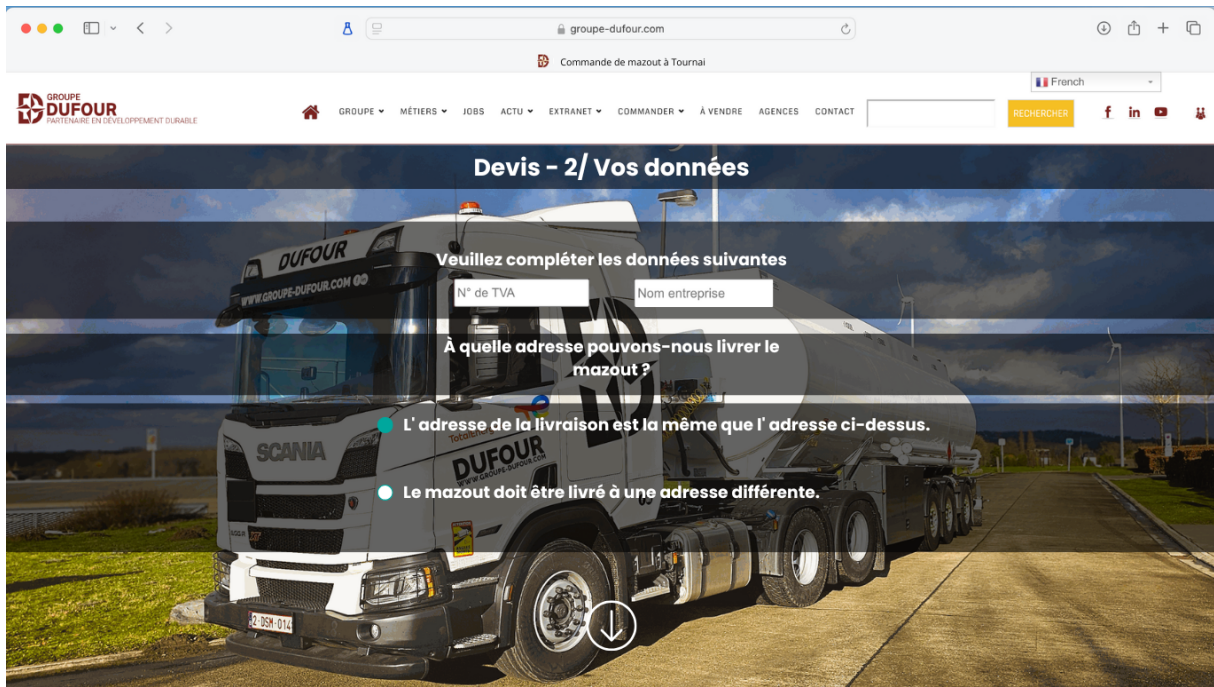 groupe-dufour.com
Commande de mazout à Tournai
French
GROUPE
DUFOUR
PARTENAIRE EN DÉVELOPPEMENT DURABLE
GROUPE MÉTIERS JOBS ACTU EXTRANET COMMANDER À VENDRE AGENCES CONTACT
RECHERCHER
Devis - 2/ Vos données
DUFOUR
WWW.GROUPE-DUFOUR.COM
Veuillez compléter les données suivantes
N° de TVA Nom entreprise
À quelle adresse pouvons-nous livrer le
mazout ?
L' adresse de la livraison est la même que l' adresse ci-dessus.
TotalEnergies
SCANIA
DUFOUR
WWW.GROUPE-DUFOUR.COM
Le mazout doit être livré à une adresse différente.
2-DSM-014